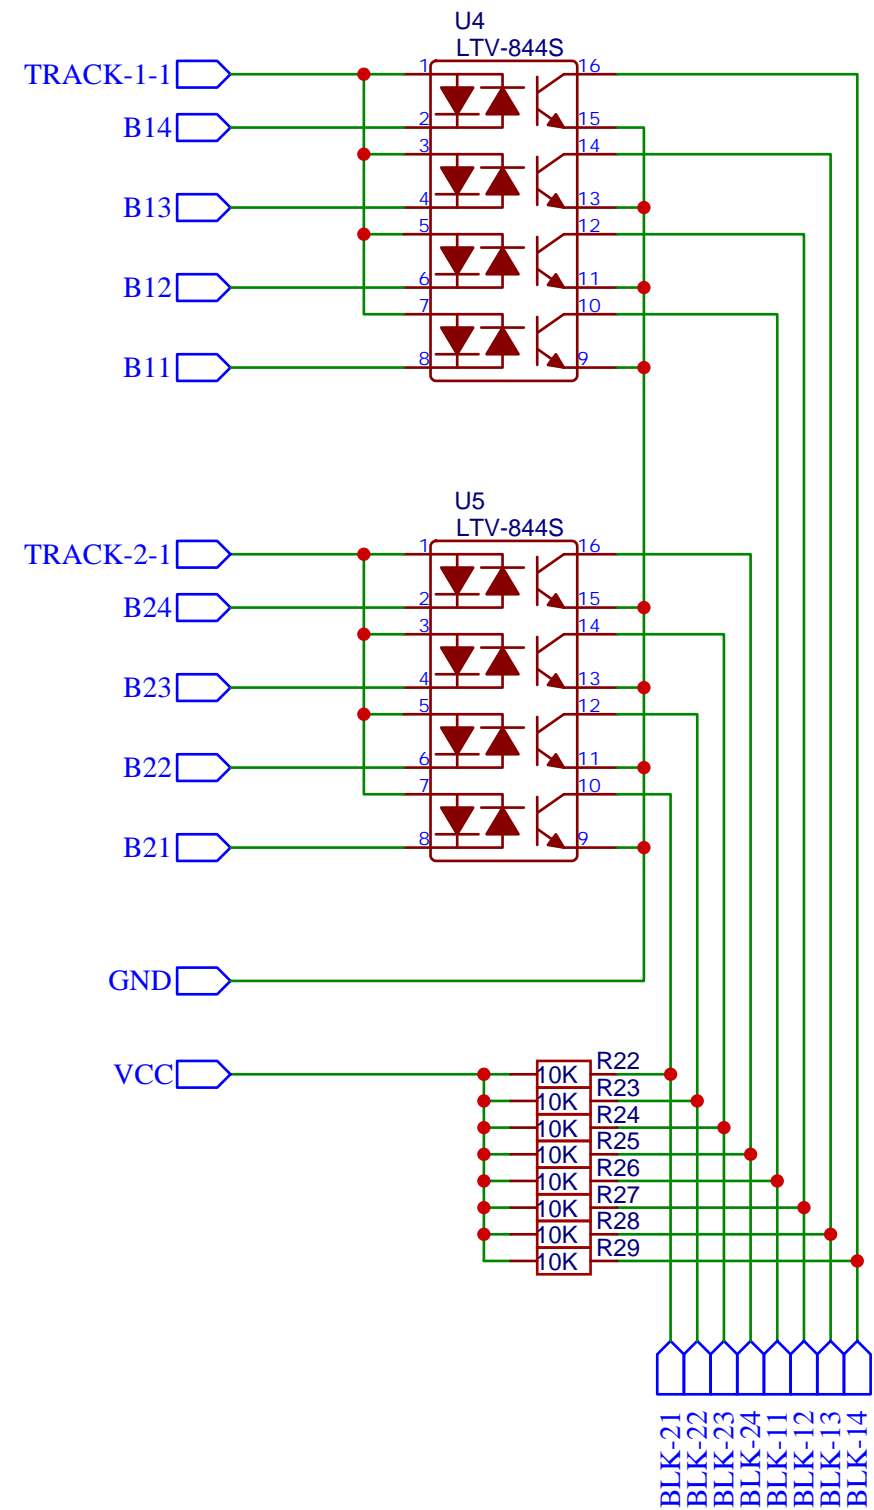 U4
LTV-844S
TRACK-1-1
1
16
B14
2
15
3
14
B13
4
13
5
12
B12
6
11
7
10
B11
8
9
U5
LTV-844S
TRACK-2-1
1
16
B24
2
15
3
14
B23
4
13
5
12
B22
6
11
7
10
B21
8
9
GND
VCC
10K
R22
10K
R23
10K
R24
10K
R25
10K
R26
10K
R27
10K
R28
10K
R29
BLK-21
BLK-22
BLK-23
BLK-24
BLK-11
BLK-12
BLK-13
BLK-14